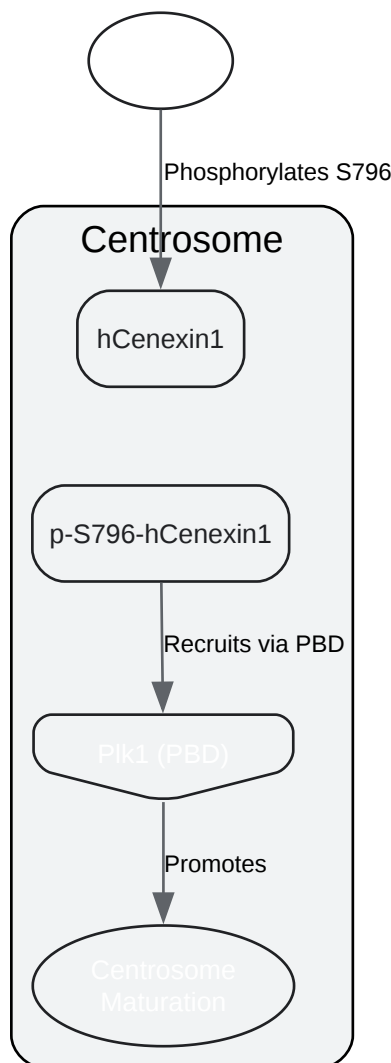 Phosphorylates S796
Centrosome
hCenexin1
p-S796-hCenexin1
Recruits via PBD
Plk1 (PBD)
Promotes
Centrosome
Maturation